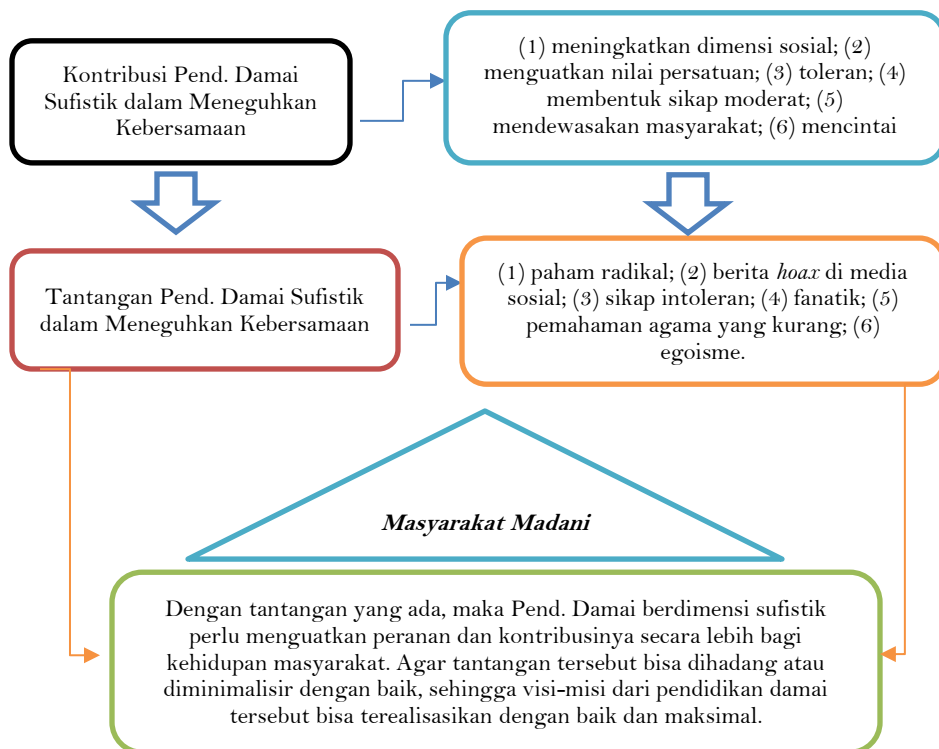 Kontribusi Pend. Damai
Sufistik dalam Meneguhkan
Kebersamaan
(1) meningkatkan dimensi sosial; (2)
menguatkan nilai persatuan; (3) toleran; (4)
membentuk sikap moderat; (5)
mendewasakan masyarakat; (6) mencintai
Tantangan Pend. Damai Sufistik
dalam Meneguhkan Kebersamaan
(1) paham radikal; (2) berita hoax di media
sosial; (3) sikap intoleran; (4) fanatik; (5)
pemahaman agama yang kurang; (6)
egoisme.
Masyarakat Madani
Dengan tantangan yang ada, maka Pend. Damai berdimensi sufistik
perlu menguatkan peranan dan kontribusinya secara lebih bagi
kehidupan masyarakat. Agar tantangan tersebut bisa dihadang atau
diminimalisir dengan baik, sehingga visi-misi dari pendidikan damai
tersebut bisa terealisasikan dengan baik dan maksimal.